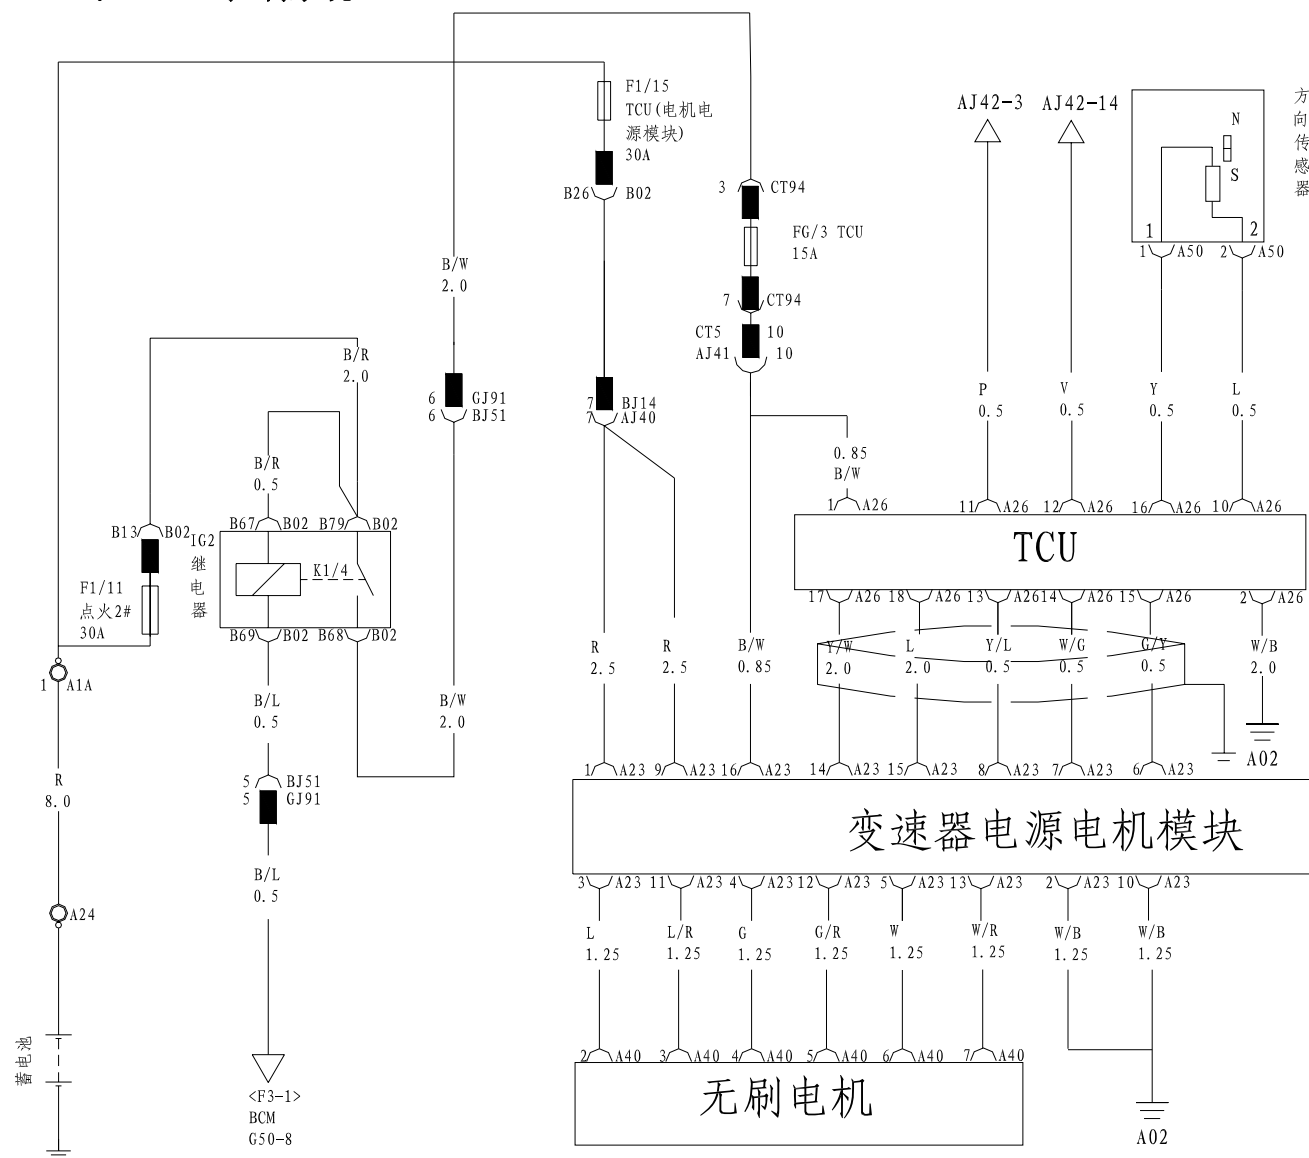 F1/15
TCU(电机电
源模块)
30A
B26 B02
AJ42-3 AJ42-14
方向传感器
N
S
1 2
1 A50 2 A50
3 CT94
FG/3 TCU
15A
7 CT94
CT5 10
AJ41 10
B/W
2.0
B/R
2.0
6 GJ91
6 BJ51
7 BJ14
7 AJ40
P
0.5
V
0.5
Y
0.5
L
0.5
B/R
0.5
0.85
B/W
1 A26 11 A26 12 A26 16 A26 10 A26
TCU
B13 B02
B67 B02 B79 B02
IG2
继电器
K1/4
F1/11
点火2#
30A
B69 B02 B68 B02
17 A26 18 A26 13 A26 14 A26 15 A26 2 A26
R
2.5
R
2.5
B/W
0.85
Y/W
2.0
L
2.0
Y/L
0.5
W/G
0.5
G/Y
0.5
W/B
2.0
1 A1A
B/L
0.5
B/W
2.0
A02
R
8.0
5 BJ51
5 GJ91
1 A23 9 A23 16 A23 14 A23 15 A23 8 A23 7 A23 6 A23
变速器电源电机模块
3 A23 11 A23 4 A23 12 A23 5 A23 13 A23 2 A23 10 A23
B/L
0.5
A24
L
1.25
L/R
1.25
G
1.25
G/R
1.25
W
1.25
W/R
1.25
W/B
1.25
W/B
1.25
蓄电池
2 A40 3 A40 4 A40 5 A40 6 A40 7 A40
无刷电机
<F3-1>
BCM
G50-8
A02